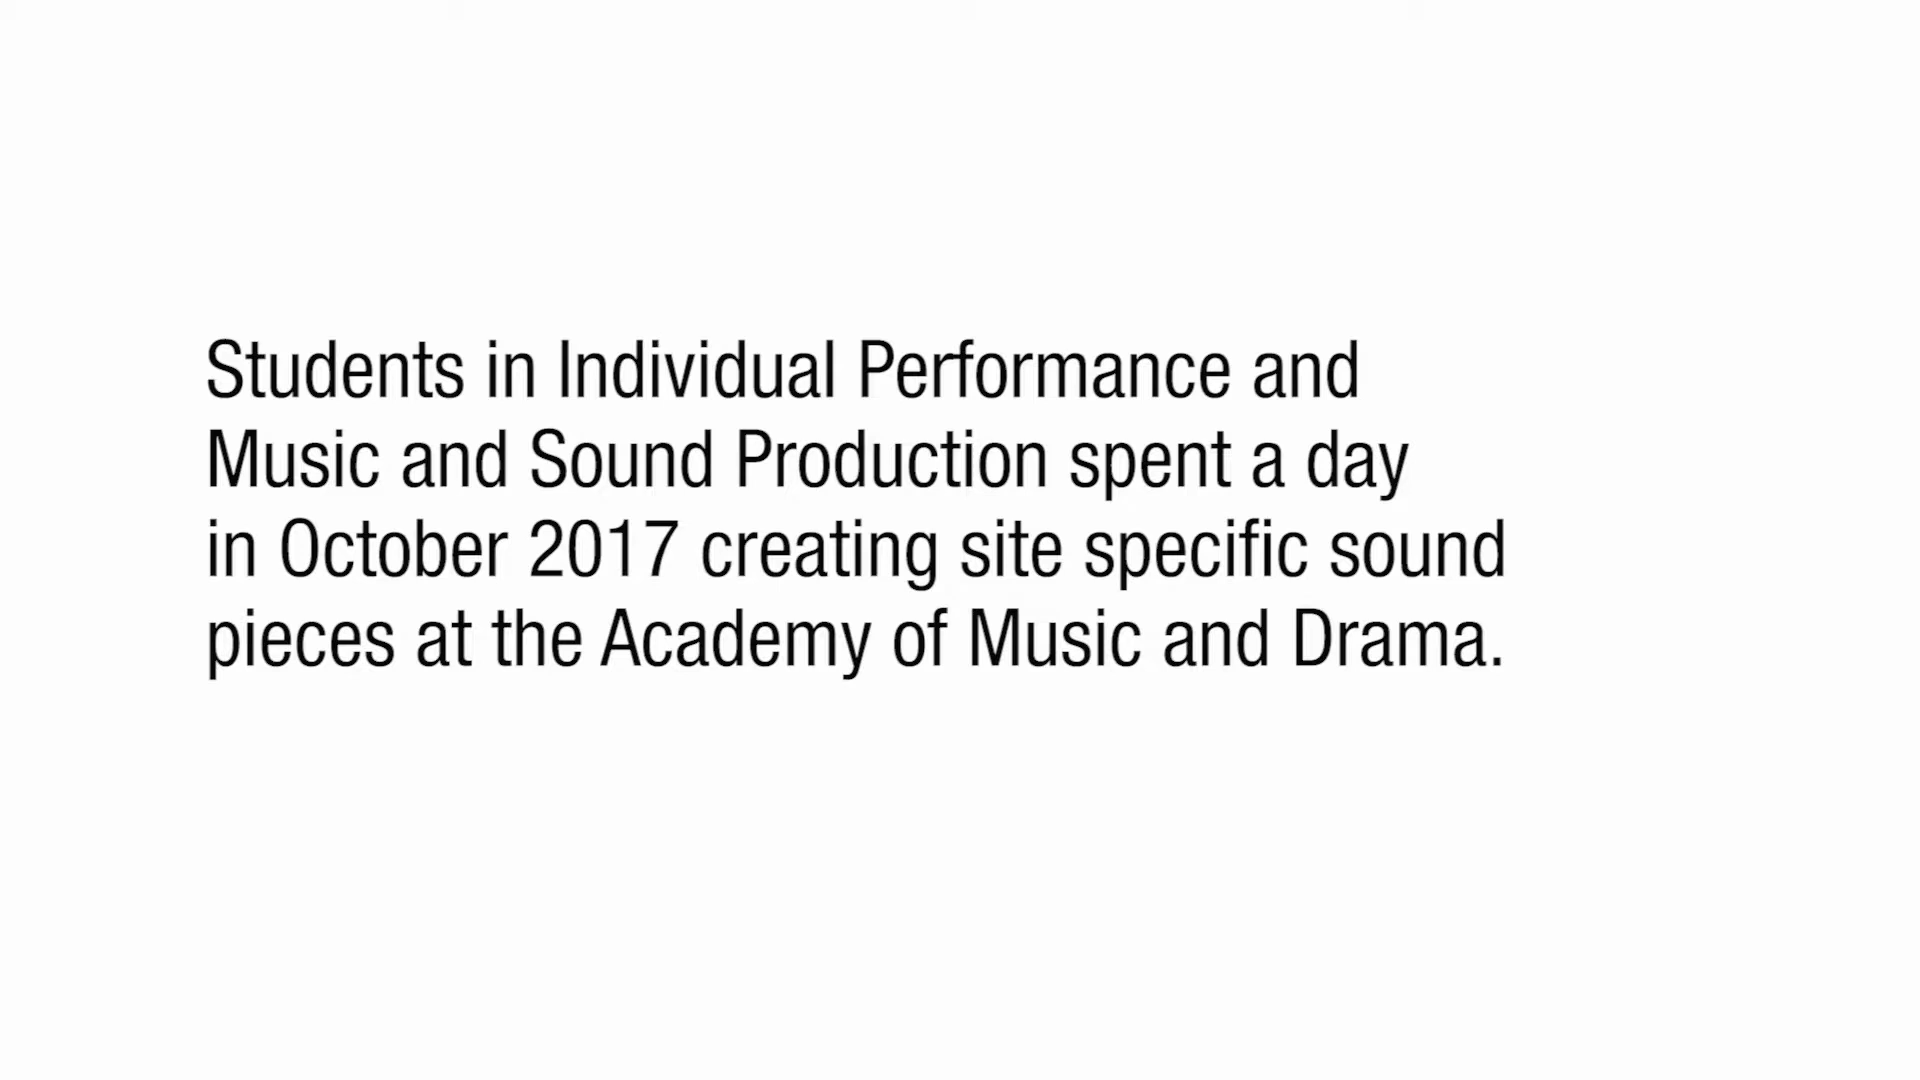 Students in Individual Performance and
Music and Sound Production spent a day
in October 2017 creating site specific sound
pieces at the Academy of Music and Drama.